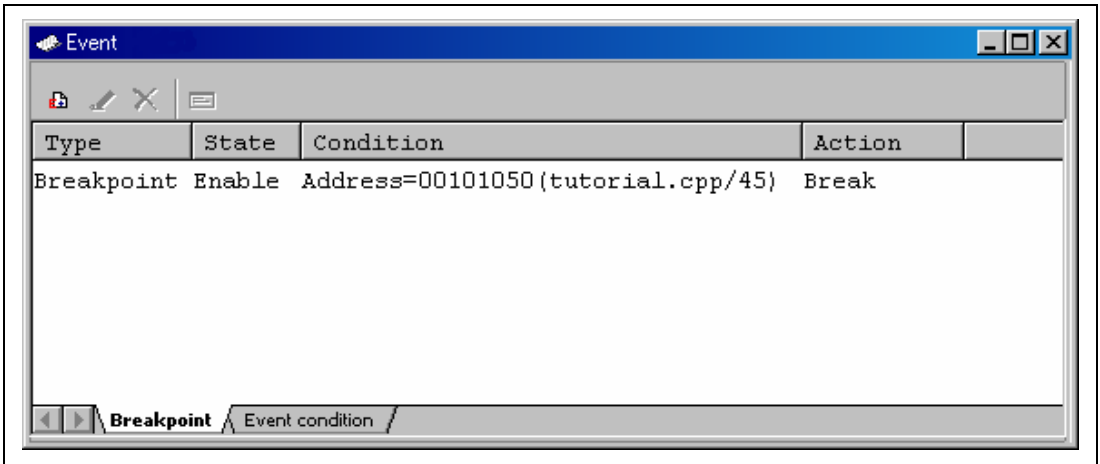 Event
Type State Condition Action
Breakpoint Enable Address=00101050(tutorial.cpp/45) Break
Breakpoint Event condition